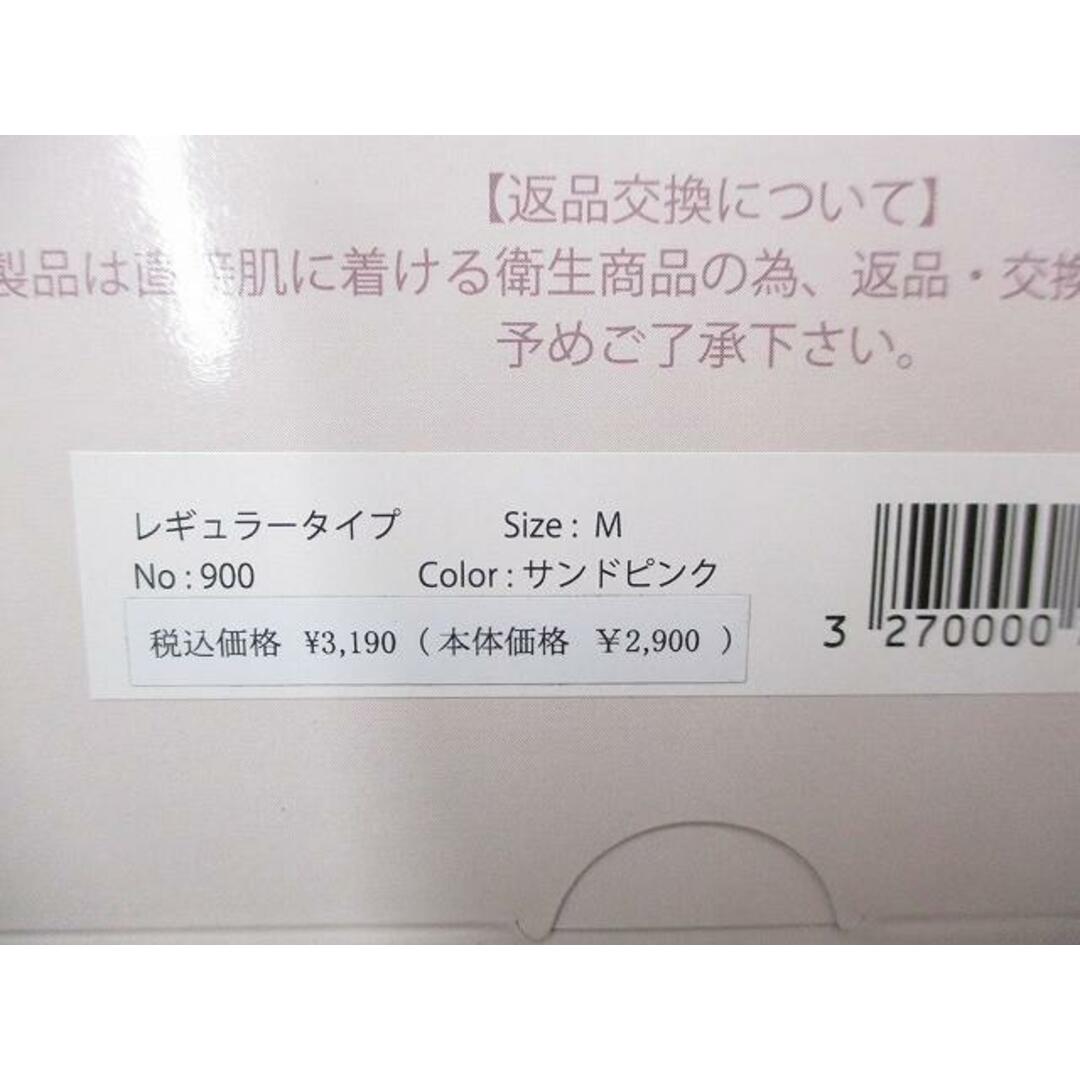 【返品交換について】
製品は直接肌に着ける衛生商品の為、返品・交換
予めご了承下さい。
レギュラータイプ Size : M
No : 900 Color : サンドピンク
税込価格 ¥3,190 ( 本体価格 ¥2,900 )
3 270000